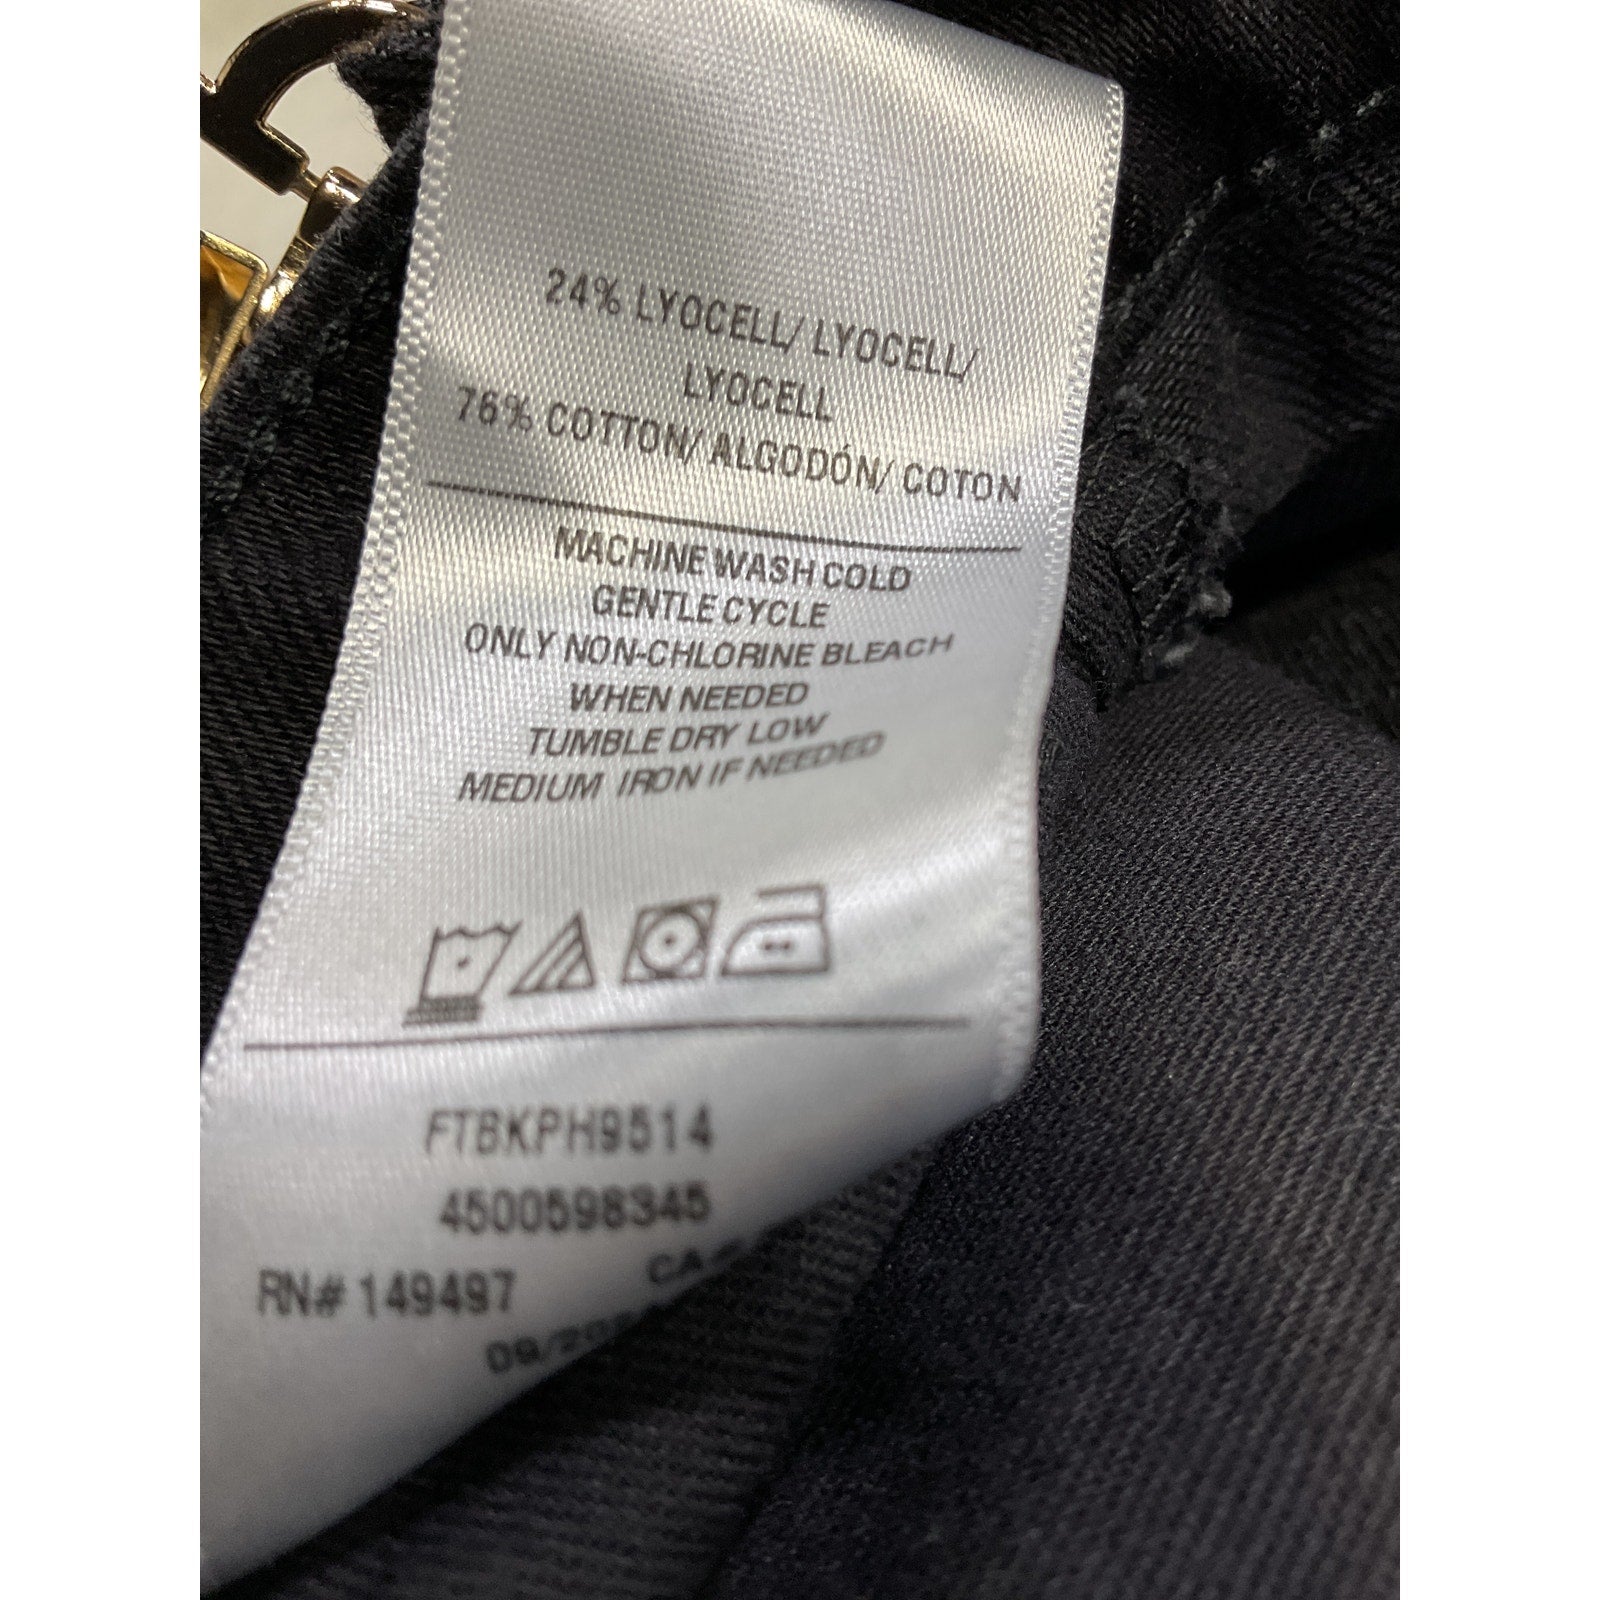 24% LYOCELL/ LYOCELL/
LYOCELL
76% COTTON/ ALGODÓN/ COTON
MACHINE WASH COLD
GENTLE CYCLE
ONLY NON-CHLORINE BLEACH
WHEN NEEDED
TUMBLE DRY LOW
MEDIUM IRON IF NEEDED
FTBKPH9514
4500598345
RN# 149497 CA